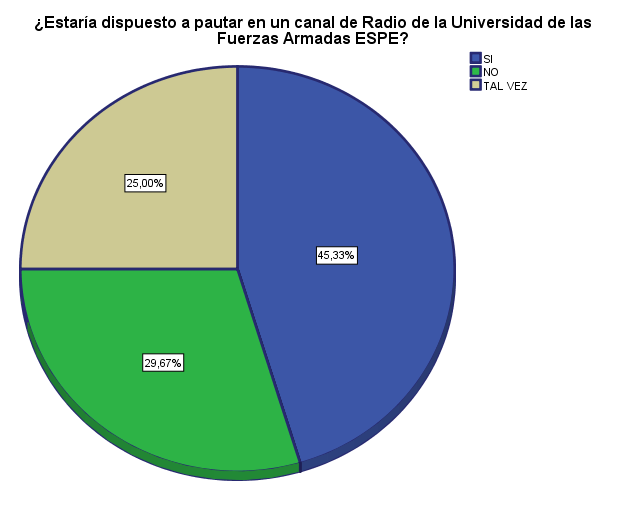 ¿Estaría dispuesto a pautar en un canal de Radio de la Universidad de las
Fuerzas Armadas ESPE?
SI
NO
TAL VEZ
25,00%
45,33%
29,67%